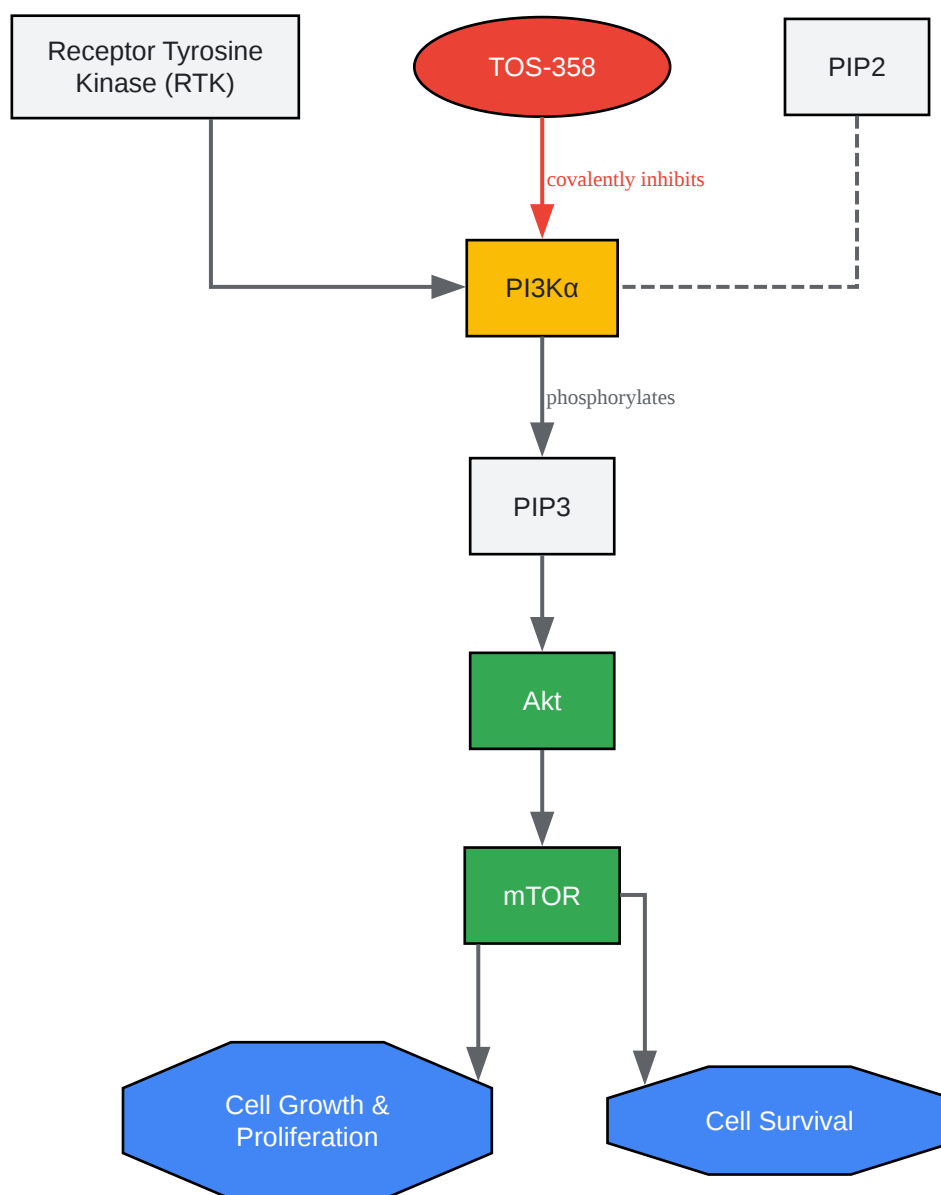 Receptor Tyrosine
Kinase (RTK)
TOS-358
PIP2
covalently inhibits
PI3Kα
phosphorylates
PIP3
Akt
mTOR
Cell Growth &
Proliferation
Cell Survival